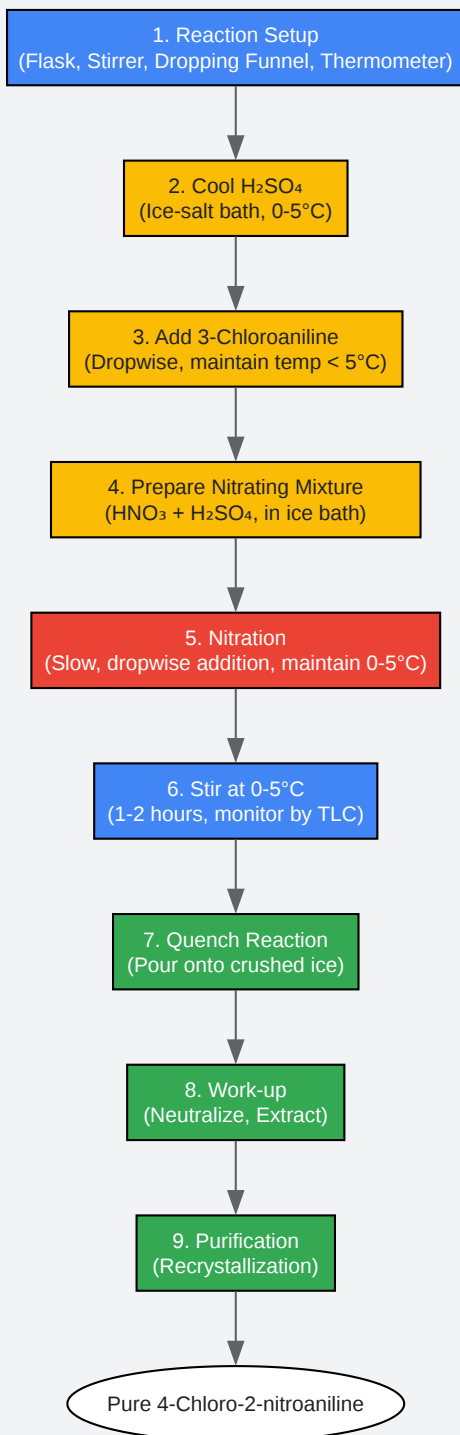 1. Reaction Setup
(Flask, Stirrer, Dropping Funnel, Thermometer)
2. Cool H₂SO₄
(Ice-salt bath, 0-5°C)
3. Add 3-Chloroaniline
(Dropwise, maintain temp < 5°C)
4. Prepare Nitrating Mixture
(HNO₃ + H₂SO₄, in ice bath)
5. Nitration
(Slow, dropwise addition, maintain 0-5°C)
6. Stir at 0-5°C
(1-2 hours, monitor by TLC)
7. Quench Reaction
(Pour onto crushed ice)
8. Work-up
(Neutralize, Extract)
9. Purification
(Recrystallization)
Pure 4-Chloro-2-nitroaniline